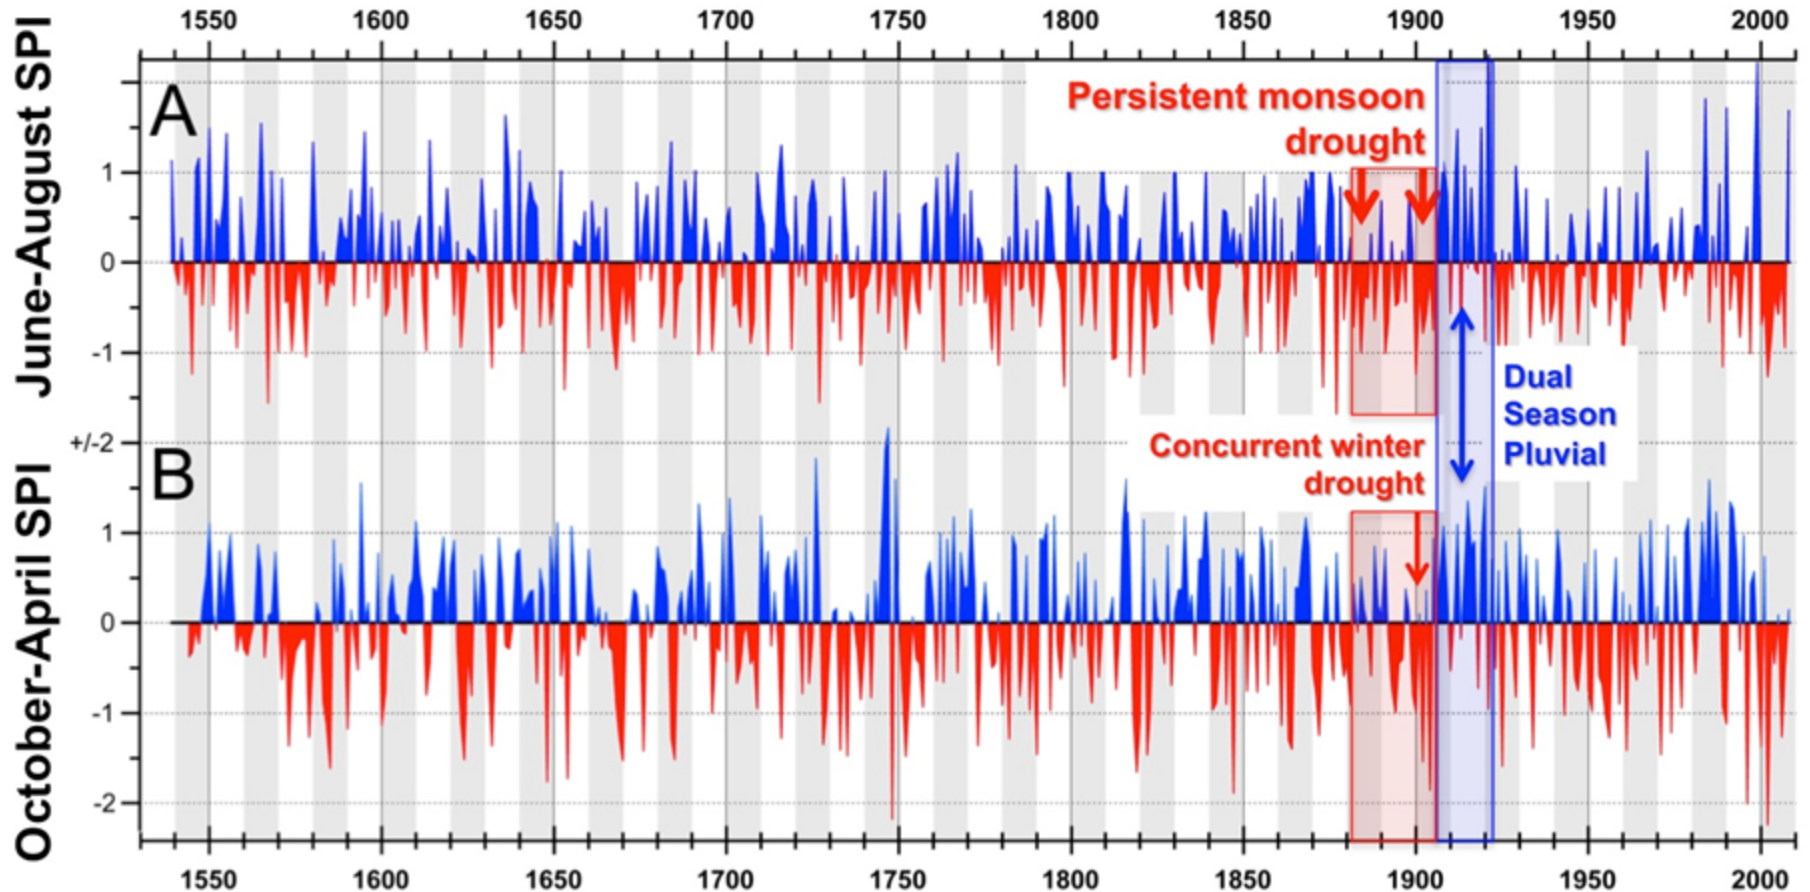 1550 1600 1650 1700 1750 1800 1850 1900 1950 2000
June-August SPI
A
Persistent monsoon
drought
1
0
-1
Dual
Season
Pluvial
+/-2
October-April SPI
B
Concurrent winter
drought
1
0
-1
-2
1550 1600 1650 1700 1750 1800 1850 1900 1950 2000